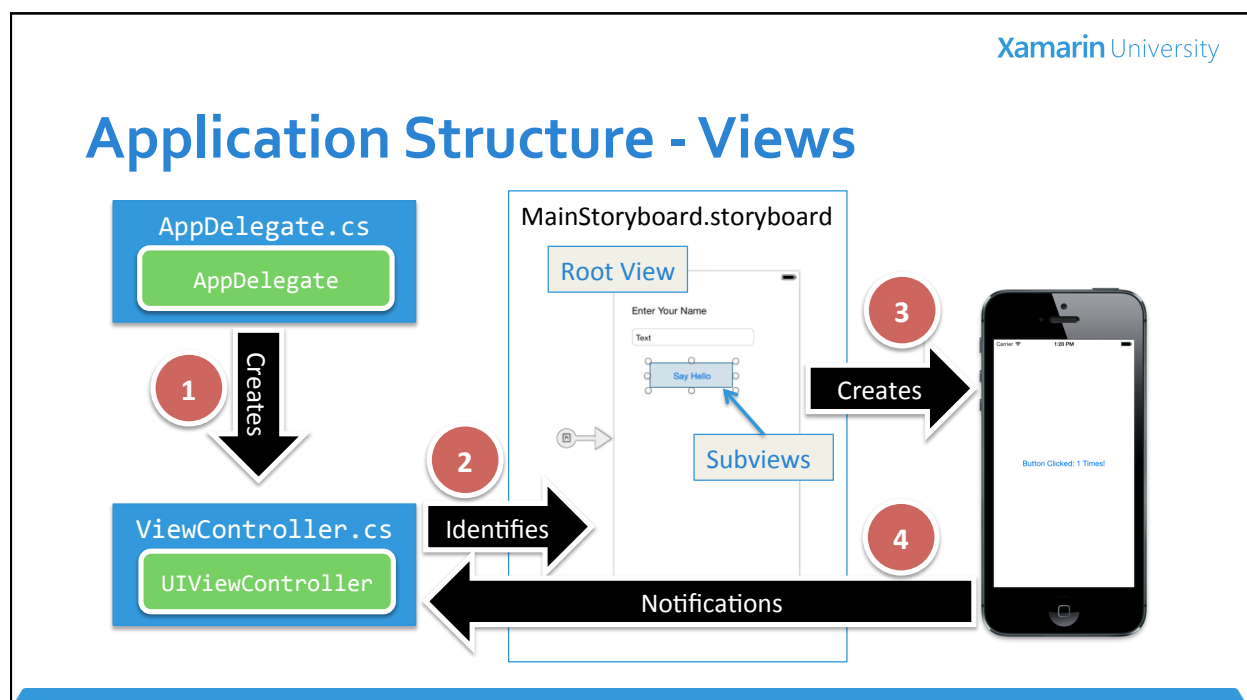 Xamarin University
Application Structure - Views
AppDelegate.cs
AppDelegate
1
Creates
ViewController.cs
UIViewController
2
Identifies
MainStoryboard.storyboard
Root View
Enter Your Name
Text
Say Hello
Subviews
3
Creates
Carrier
1:20 PM
Button Clicked: 1 Times!
4
Notifications